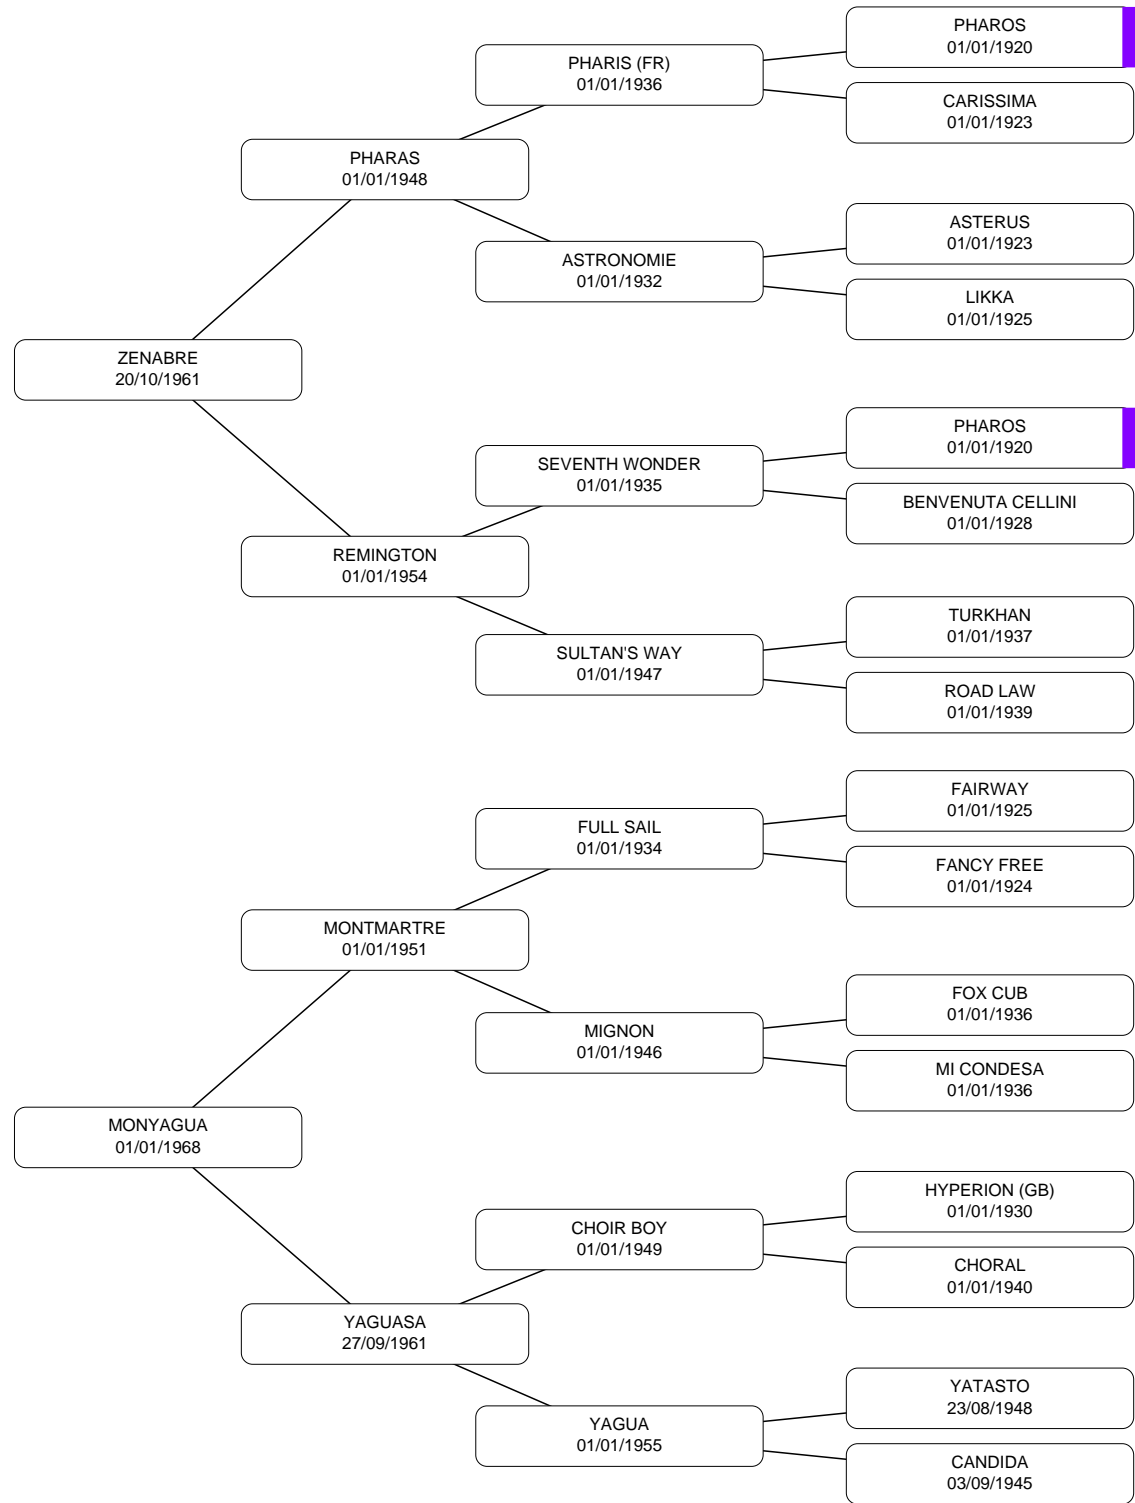 PHAROS
01/01/1920
PHARIS (FR)
01/01/1936
CARISSIMA
01/01/1923
PHARAS
01/01/1948
ASTERUS
01/01/1923
ASTRONOMIE
01/01/1932
LIKKA
01/01/1925
ZENABRE
20/10/1961
PHAROS
01/01/1920
SEVENTH WONDER
01/01/1935
BENVENUTA CELLINI
01/01/1928
REMINGTON
01/01/1954
TURKHAN
01/01/1937
SULTAN'S WAY
01/01/1947
ROAD LAW
01/01/1939
FAIRWAY
01/01/1925
FULL SAIL
01/01/1934
FANCY FREE
01/01/1924
MONTMARTRE
01/01/1951
FOX CUB
01/01/1936
MIGNON
01/01/1946
MI CONDESA
01/01/1936
MONYAGUA
01/01/1968
HYPERION (GB)
01/01/1930
CHOIR BOY
01/01/1949
CHORAL
01/01/1940
YAGUASA
27/09/1961
YATASTO
23/08/1948
YAGUA
01/01/1955
CANDIDA
03/09/1945